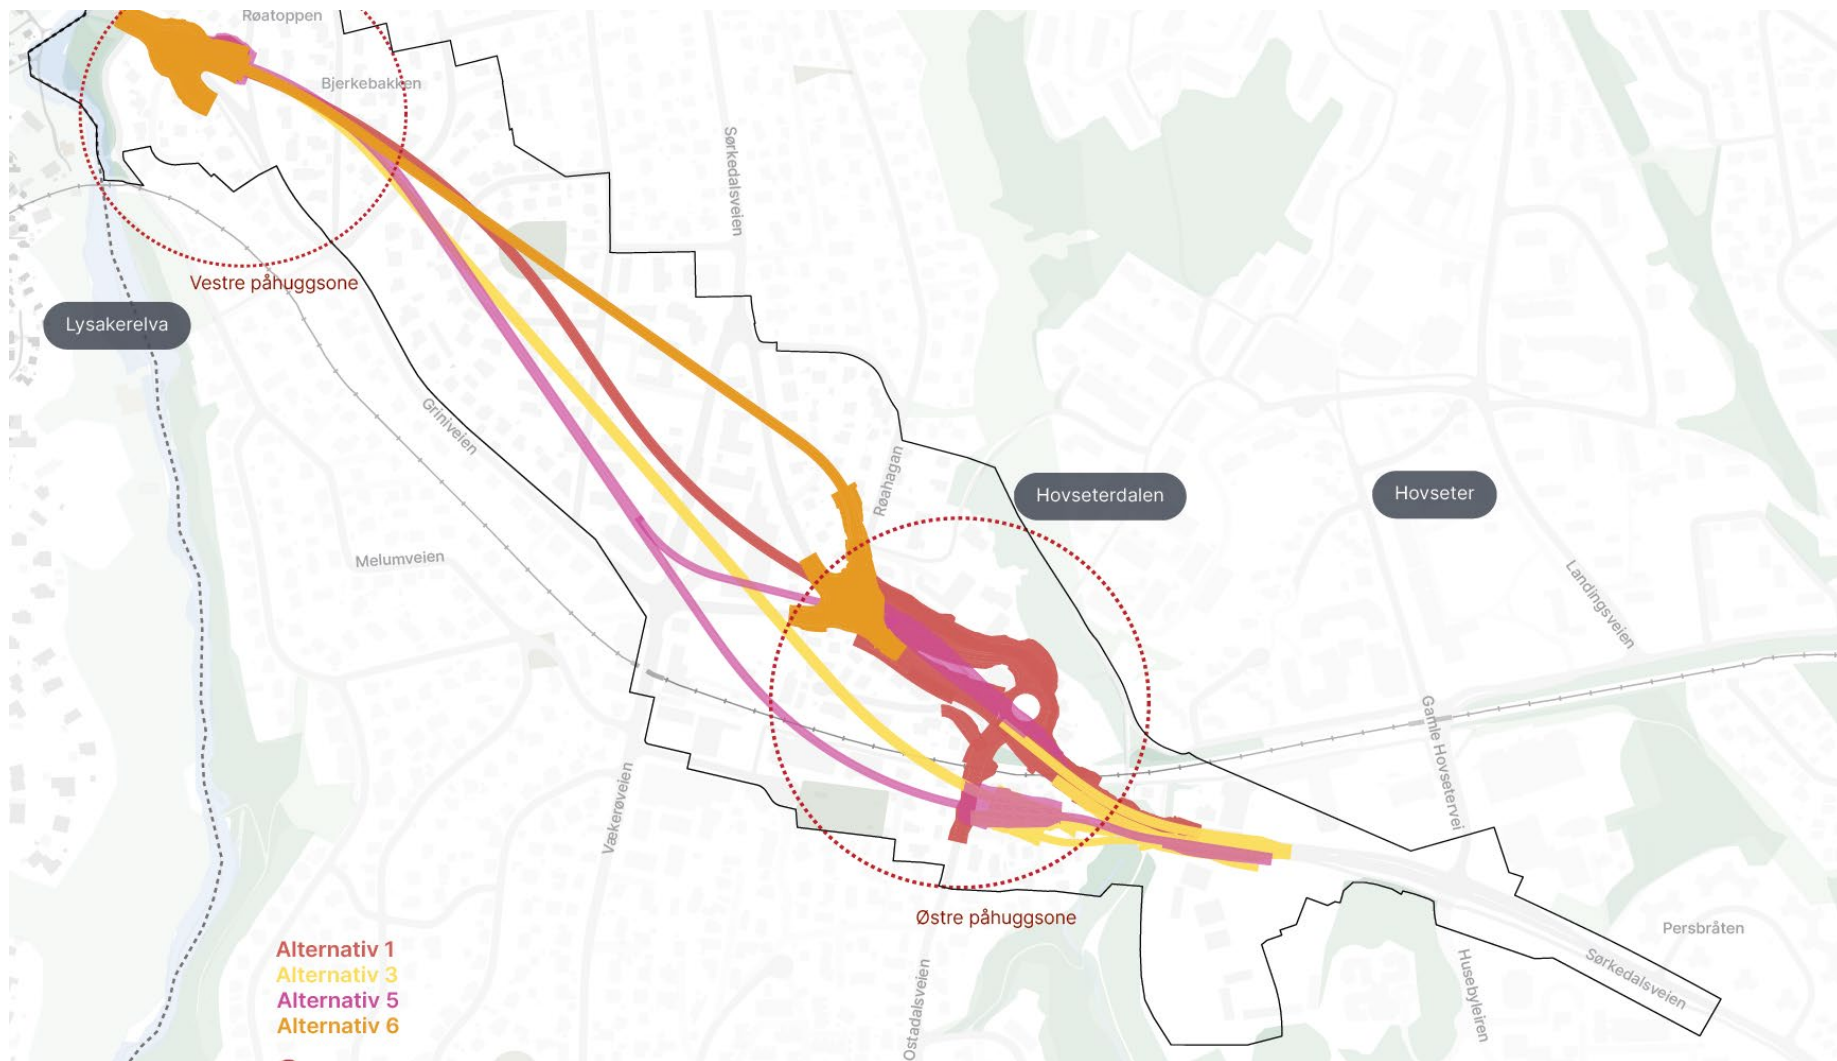 Røatoppen
Bjerkebakken
Sørkedalsveien
Vestre påhuggsone
Lysakerelva
Griniveien
Røahagan
Hovseterdalen
Hovseter
Melumveien
Landingsveien
Gamle Hovsetervei
Vækerøveien
Østre påhuggsone
Persbråten
Sørkedalsveien
Husebyleiren
Ostadalsveien
Alternativ 1
Alternativ 3
Alternativ 5
Alternativ 6